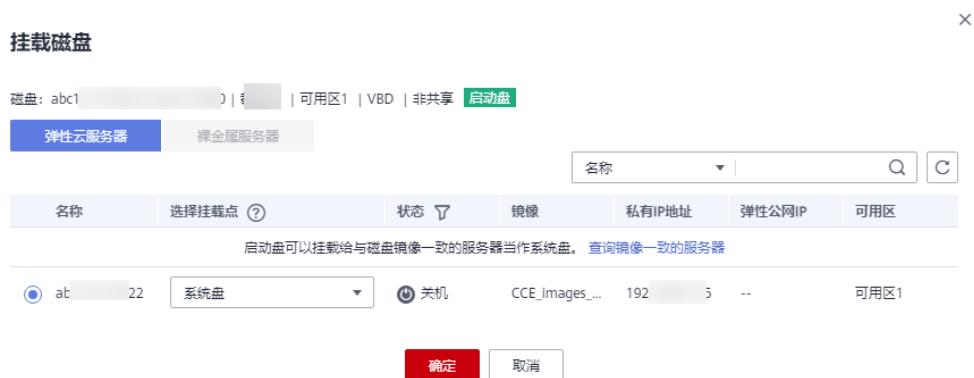 挂载磁盘
磁盘：abc1 0 | | 可用区1 | VBD | 非共享 启动盘
弹性云服务器 裸金属服务器
名称
名称 选择挂载点 ? 状态 镜像 私有IP地址 弹性公网IP 可用区
启动盘可以挂载给与磁盘镜像一致的服务器当作系统盘。 查询镜像一致的服务器
ab 22 系统盘 关机 CCE_images_... 192 5 -- 可用区1
确定 取消